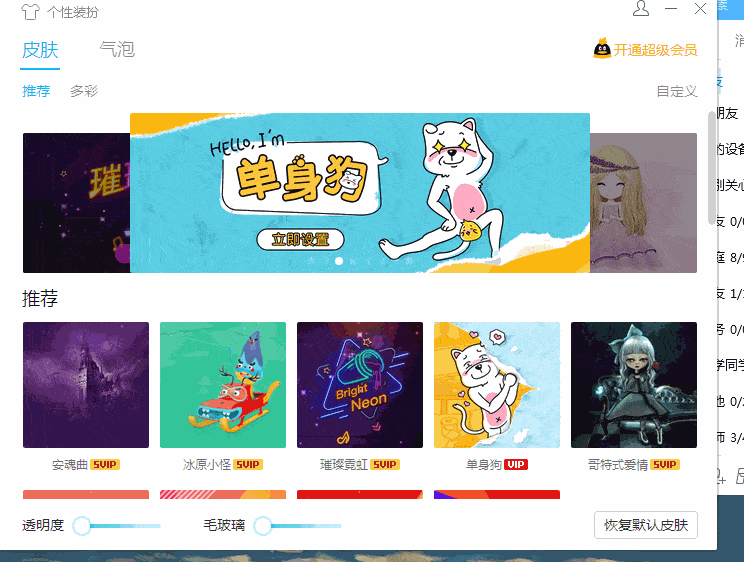 个性装扮
皮肤 气泡
开通超级会员
推荐 多彩 自定义
HELLO, I'm
单身狗
立即设置
推荐
Bright
Neon
安魂曲 SVIP
冰原小怪 SVIP
璀璨霓虹 SVIP
单身狗 VIP
哥特式爱情 SVIP
透明度 毛玻璃 恢复默认皮肤
朋友
的设备
别关心
友 0/0
庭 8/9
友 1/1
务 0/0
学同学
他 0/2
师 3/4